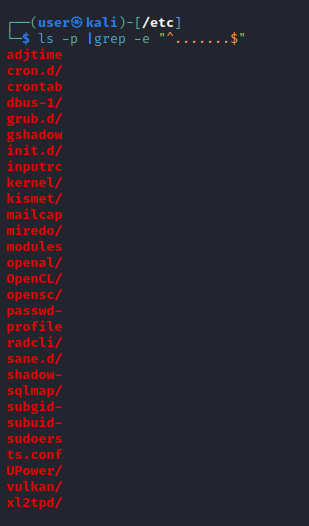 ┌──(user㉿kali)-[/etc]
└─$ ls -p |grep -e "^.......$"
adjtime
cron.d/
crontab
dbus-1/
grub.d/
gshadow
init.d/
inputrc
kernel/
kismet/
mailcap
miredo/
modules
openal/
OpenCL/
opensc/
passwd-
profile
radcli/
sane.d/
shadow-
sqlmap/
subgid-
subuid-
sudoers
ts.conf
UPower/
vulkan/
xl2tpd/